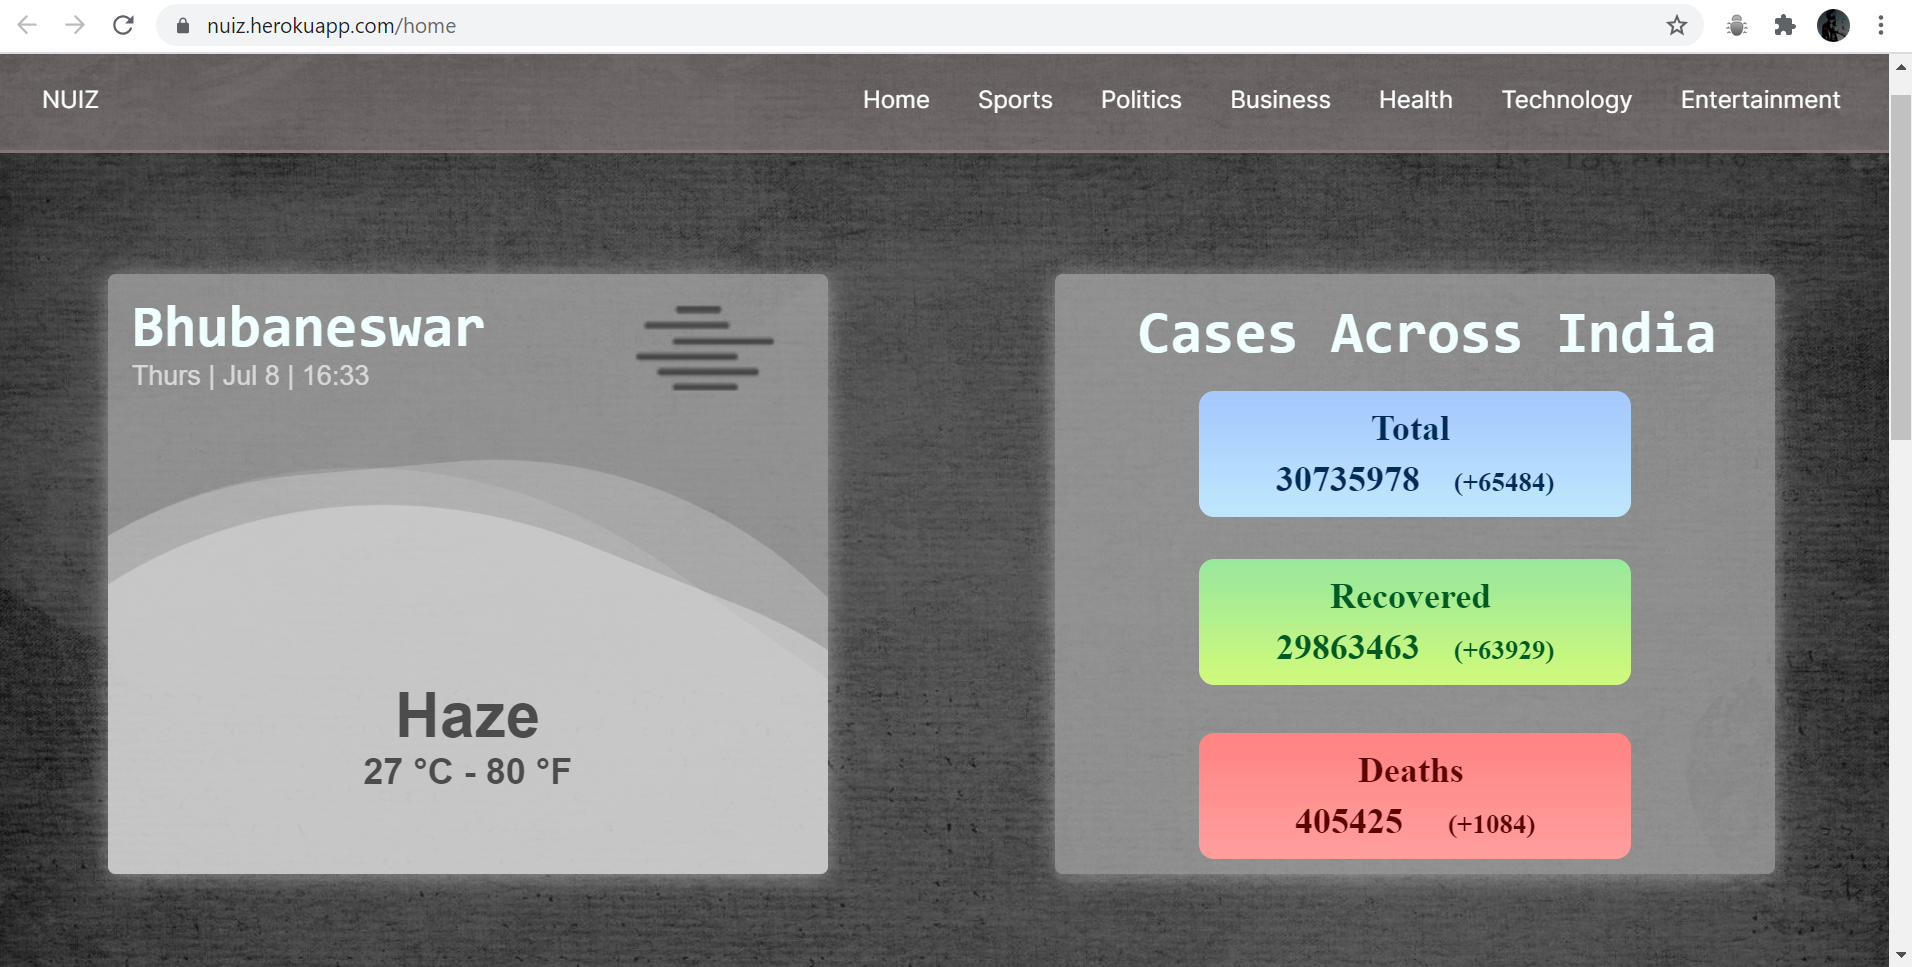 nuiz.herokuapp.com/home
NUIZ Home Sports Politics Business Health Technology Entertainment
Bhubaneswar
Thurs | Jul 8 | 16:33
Haze
27 °C - 80 °F
Cases Across India
Total
30735978 (+65484)
Recovered
29863463 (+63929)
Deaths
405425 (+1084)